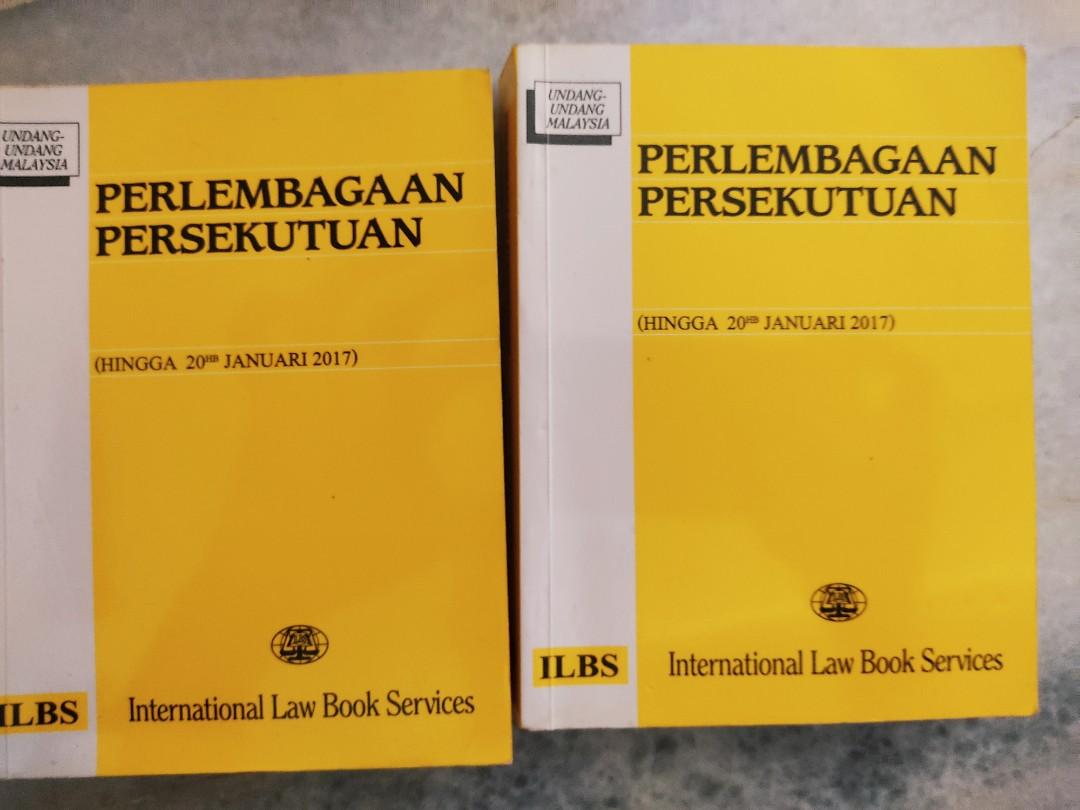 UNDANG-
UNDANG
MALAYSIA
PERLEMBAGAAN
PERSEKUTUAN
(HINGGA 20HB JANUARI 2017)
ILBS
International Law Book Services
UNDANG-
UNDANG
MALAYSIA
PERLEMBAGAAN
PERSEKUTUAN
(HINGGA 20HB JANUARI 2017)
ILBS
International Law Book Services